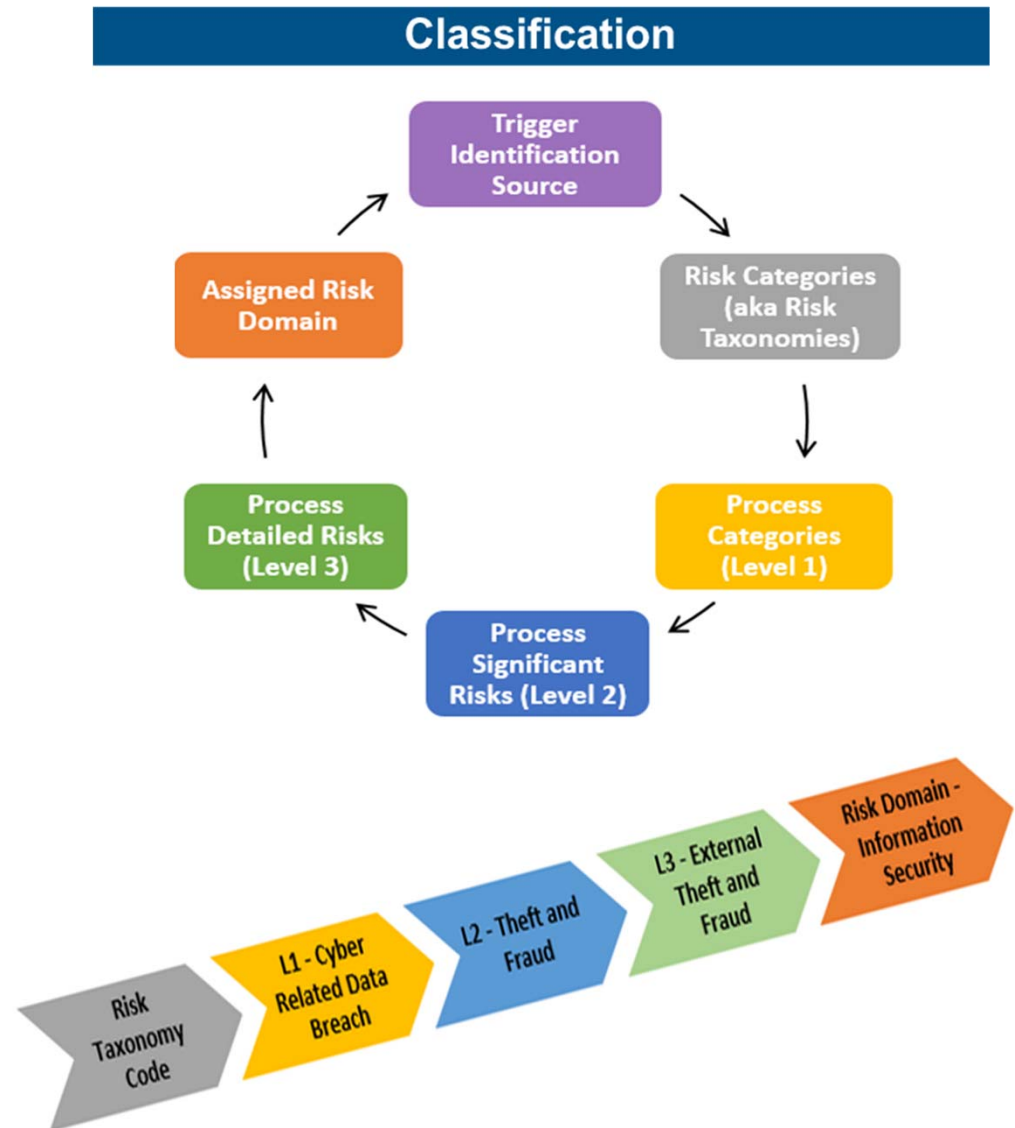 Classification
Trigger
Identification
Source
Risk Categories
(aka Risk
Taxonomies)
Process
Categories
(Level 1)
Process
Significant
Risks (Level 2)
Process
Detailed Risks
(Level 3)
Assigned Risk
Domain
Risk
Taxonomy
Code
L1 - Cyber
Related Data
Breach
L2 - Theft and
Fraud
L3 - External
Theft and
Fraud
Risk Domain -
Information
Security